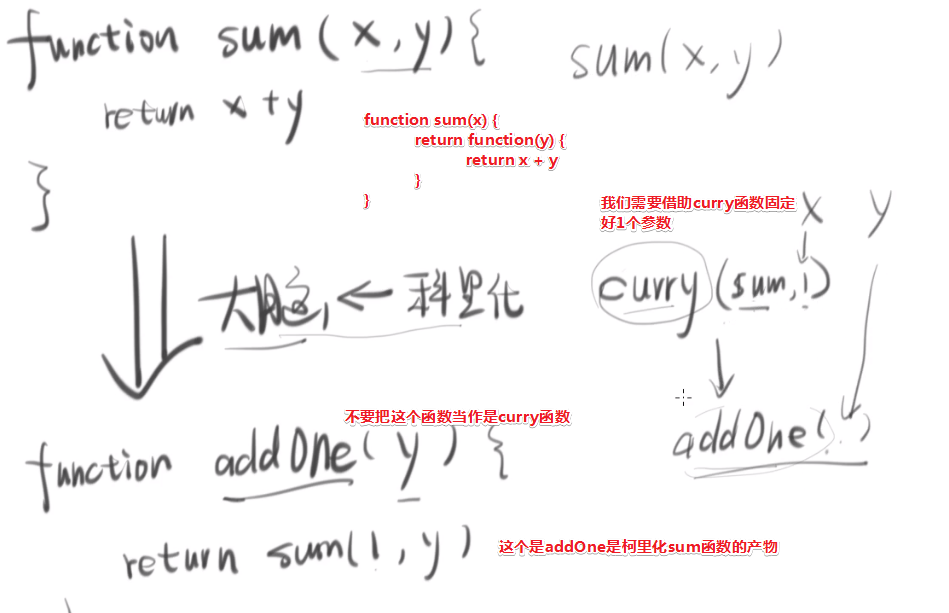 function sum(x,y){
sum(x,y)
return x+y
}
function sum(x) {
return function(y) {
return x + y
}
}
我们需要借助curry函数固定
好1个参数
x y
curry(sum,1)
大脑, ← 科里化
不要把这个函数当作是curry函数
addOne( )
function addOne(y){
return sum(1,y)
这个是addOne是柯里化sum函数的产物